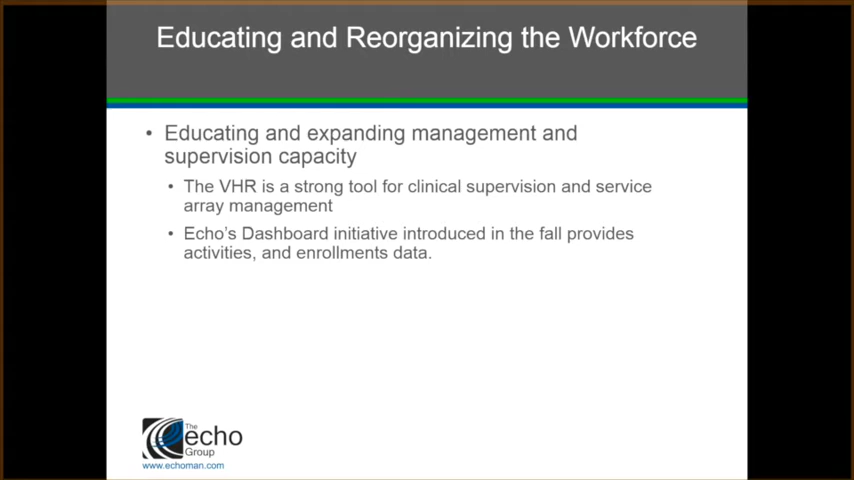 Educating and Reorganizing the Workforce
• Educating and expanding management and
supervision capacity
• The VHR is a strong tool for clinical supervision and service
array management
• Echo's Dashboard initiative introduced in the fall provides
activities, and enrollments data.
The
echo
Group
www.echoman.com